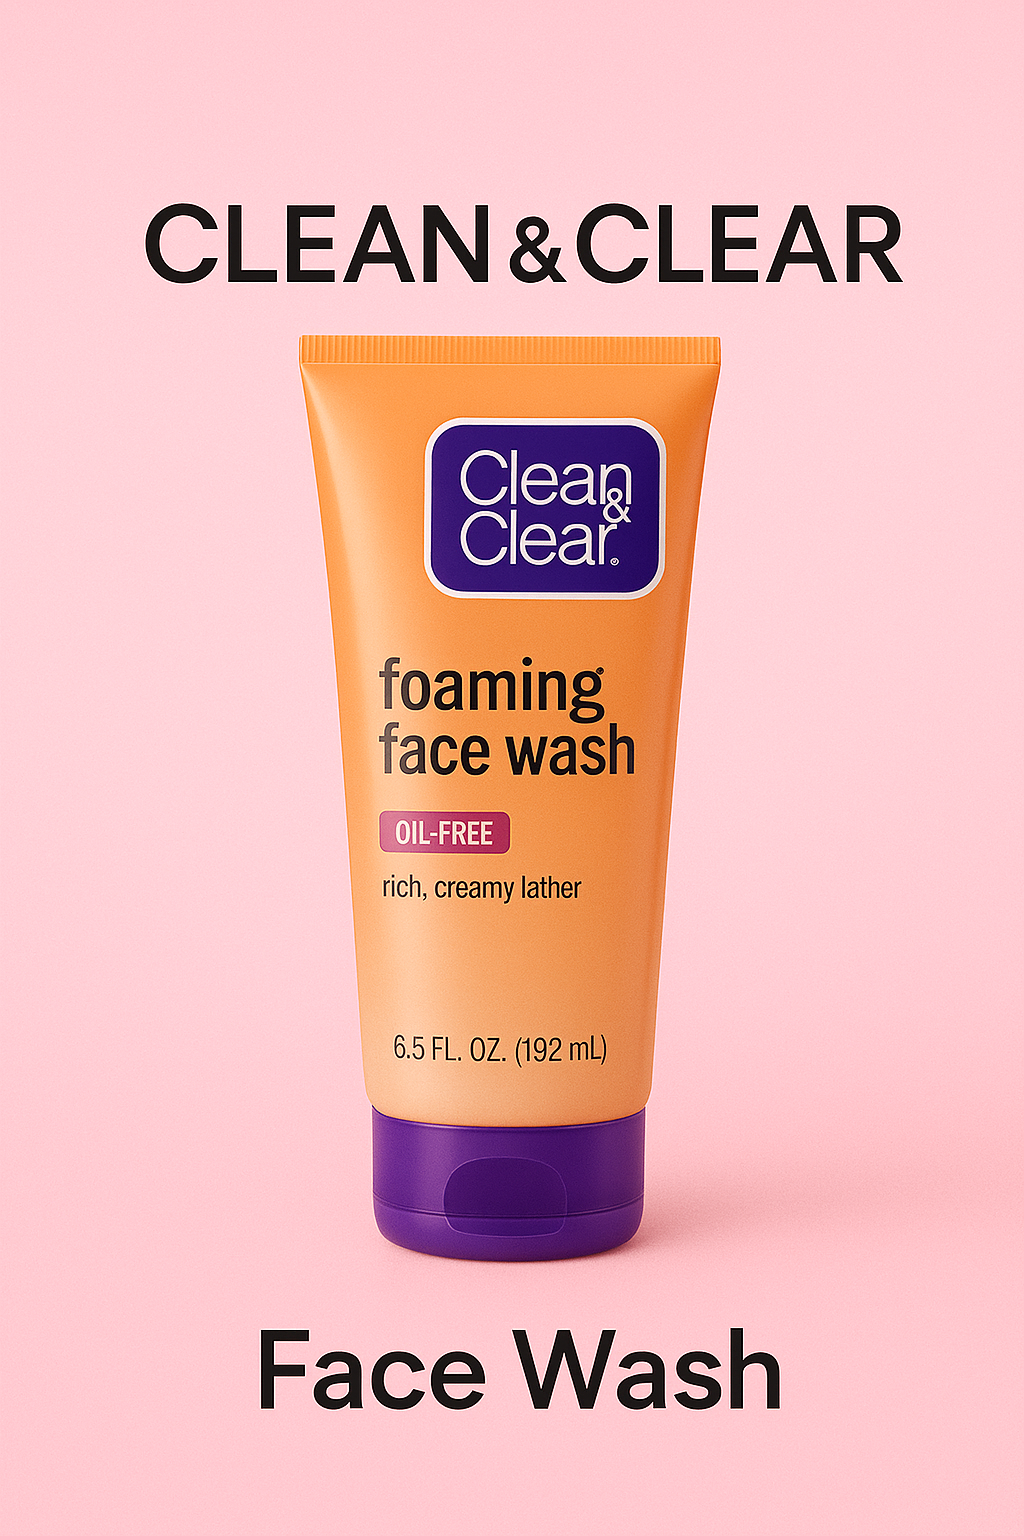 CLEAN & CLEAR
Clean
&
Clear®
foaming
face wash
OIL-FREE
rich, creamy lather
6.5 FL. OZ. (192 mL)
Face Wash